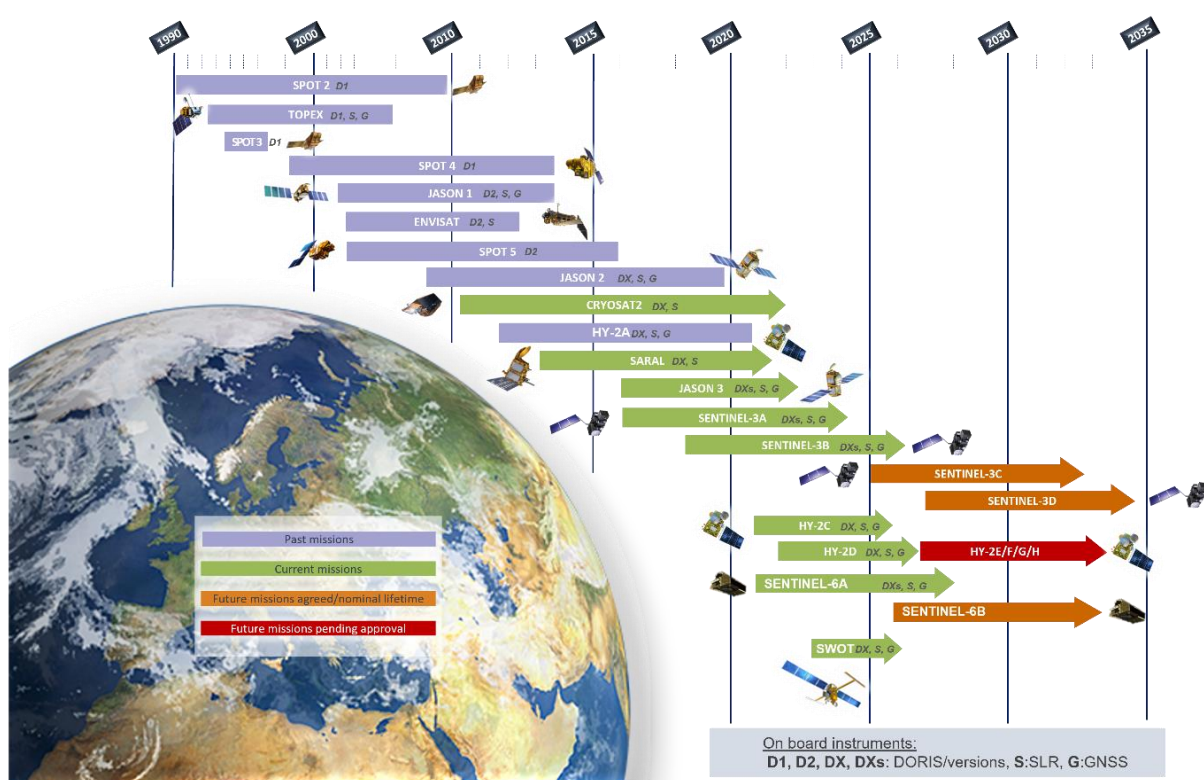 1990
2000
2010
2015
2020
2025
2030
2035
SPOT 2 D1
TOPEX D1, S, G
SPOT3 D1
SPOT 4 D1
JASON 1 D2, S, G
ENVISAT D2, S
SPOT 5 D2
JASON 2 DX, S, G
CRYOSAT2 DX, S
HY-2A DX, S, G
SARAL DX, S
JASON 3 DXs, S, G
SENTINEL-3A DXs, S, G
SENTINEL-3B DXs, S, G
SENTINEL-3C
SENTINEL-3D
HY-2C DX, S, G
HY-2D DX, S, G
HY-2E/F/G/H
SENTINEL-6A DXs, S, G
SENTINEL-6B
SWOT DX, S, G
Past missions
Current missions
Future missions agreed/nominal lifetime
Future missions pending approval
On board instruments:
D1, D2, DX, DXs: DORIS/versions, S:SLR, G:GNSS